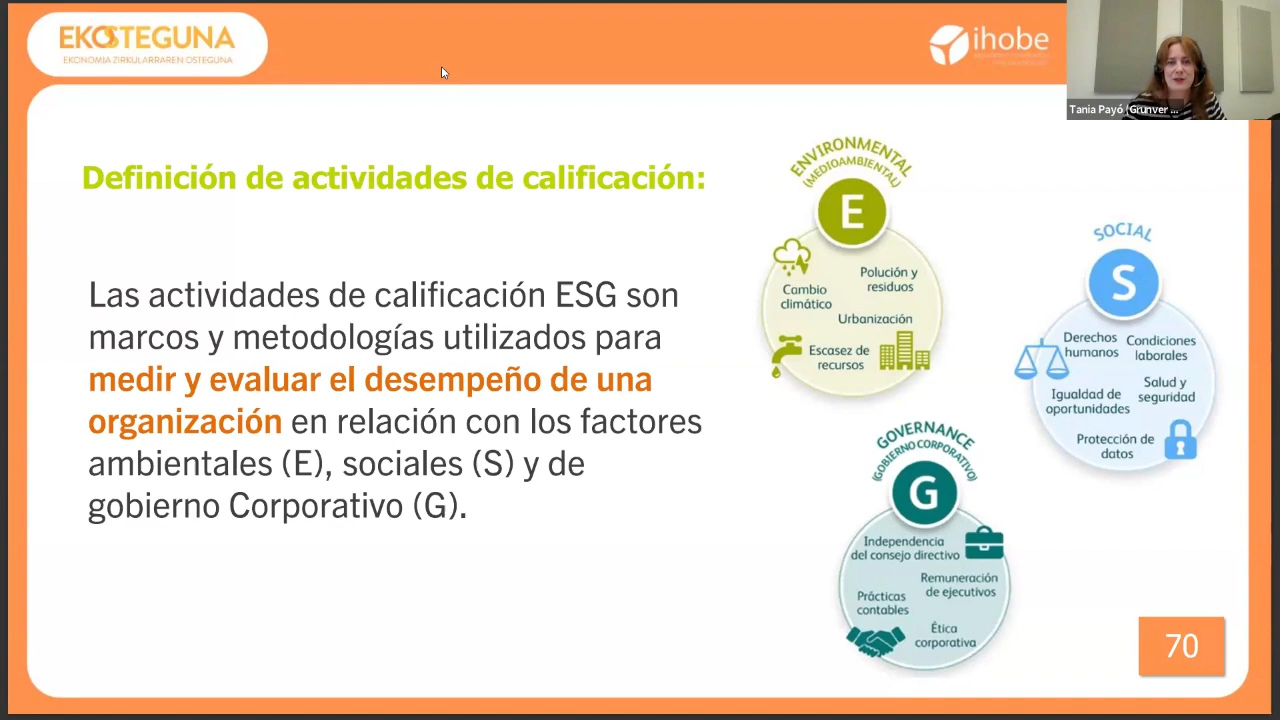 EKOSTEGUNA
EKONOMIA ZIRKULARRAREN OSTEGUNA
ihobe
Tania Payó (Grunver ...
Definición de actividades de calificación:
Las actividades de calificación ESG son
marcos y metodologías utilizados para
medir y evaluar el desempeño de una
organización en relación con los factores
ambientales (E), sociales (S) y de
gobierno Corporativo (G).
ENVIRONMENTAL
(MEDIOAMBIENTAL)
E
Polución y
residuos
Cambio
climático
Urbanización
Escasez de
recursos
SOCIAL
S
Derechos
humanos
Condiciones
laborales
Igualdad de
oportunidades
Salud y
seguridad
Protección de
datos
GOVERNANCE
(GOBIERNO CORPORATIVO)
G
Independencia
del consejo directivo
Remuneración
de ejecutivos
Prácticas
contables
Ética
corporativa
70